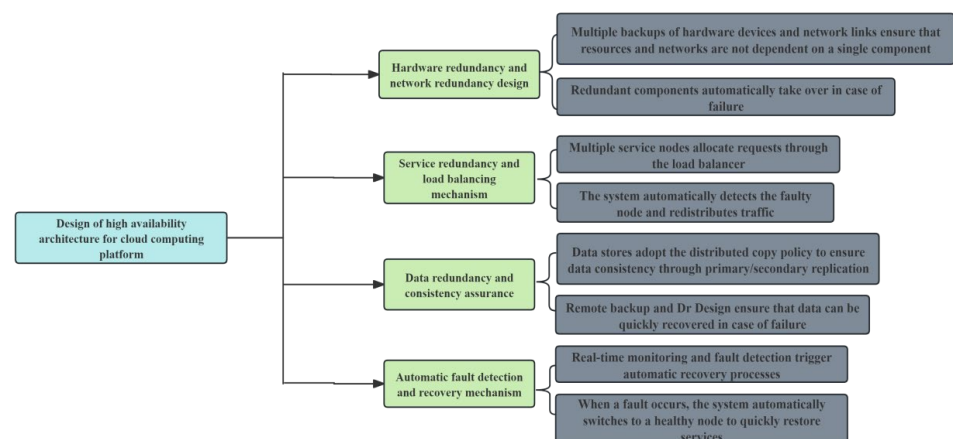 Design of high availability
architecture for cloud computing
platform
Hardware redundancy and
network redundancy design
Multiple backups of hardware devices and network links ensure that
resources and networks are not dependent on a single component
Redundant components automatically take over in case of
failure
Service redundancy and
load balancing
mechanism
Multiple service nodes allocate requests through
the load balancer
The system automatically detects the faulty
node and redistributes traffic
Data redundancy and
consistency assurance
Data stores adopt the distributed copy policy to ensure
data consistency through primary/secondary replication
Remote backup and Dr Design ensure that data can be
quickly recovered in case of failure
Automatic fault detection
and recovery mechanism
Real-time monitoring and fault detection trigger
automatic recovery processes
When a fault occurs, the system automatically
switches to a healthy node to quickly restore
services